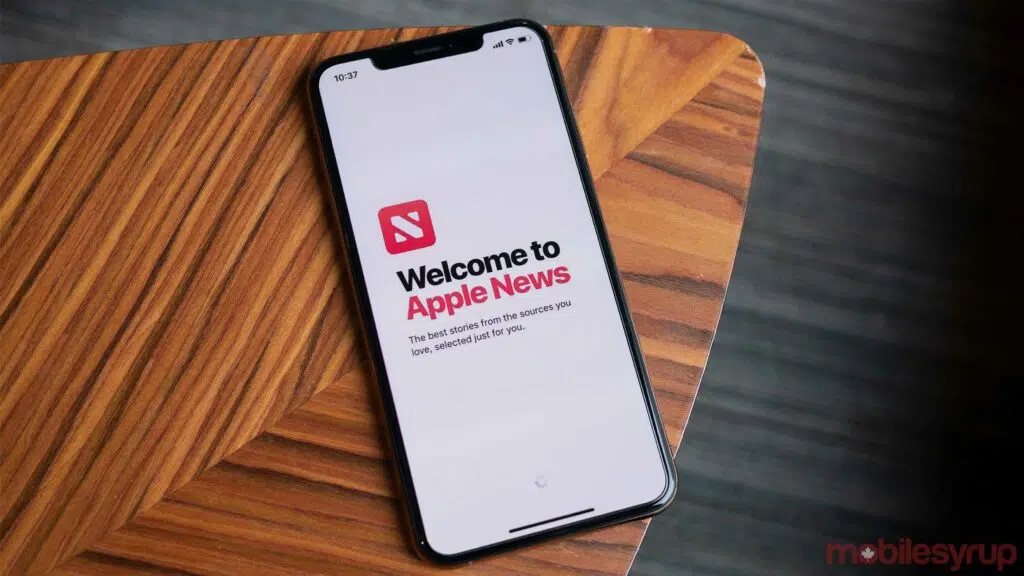 10:37
Welcome to
Apple News
The best stories from the sources you
love, selected just for you.
mobilesyrup